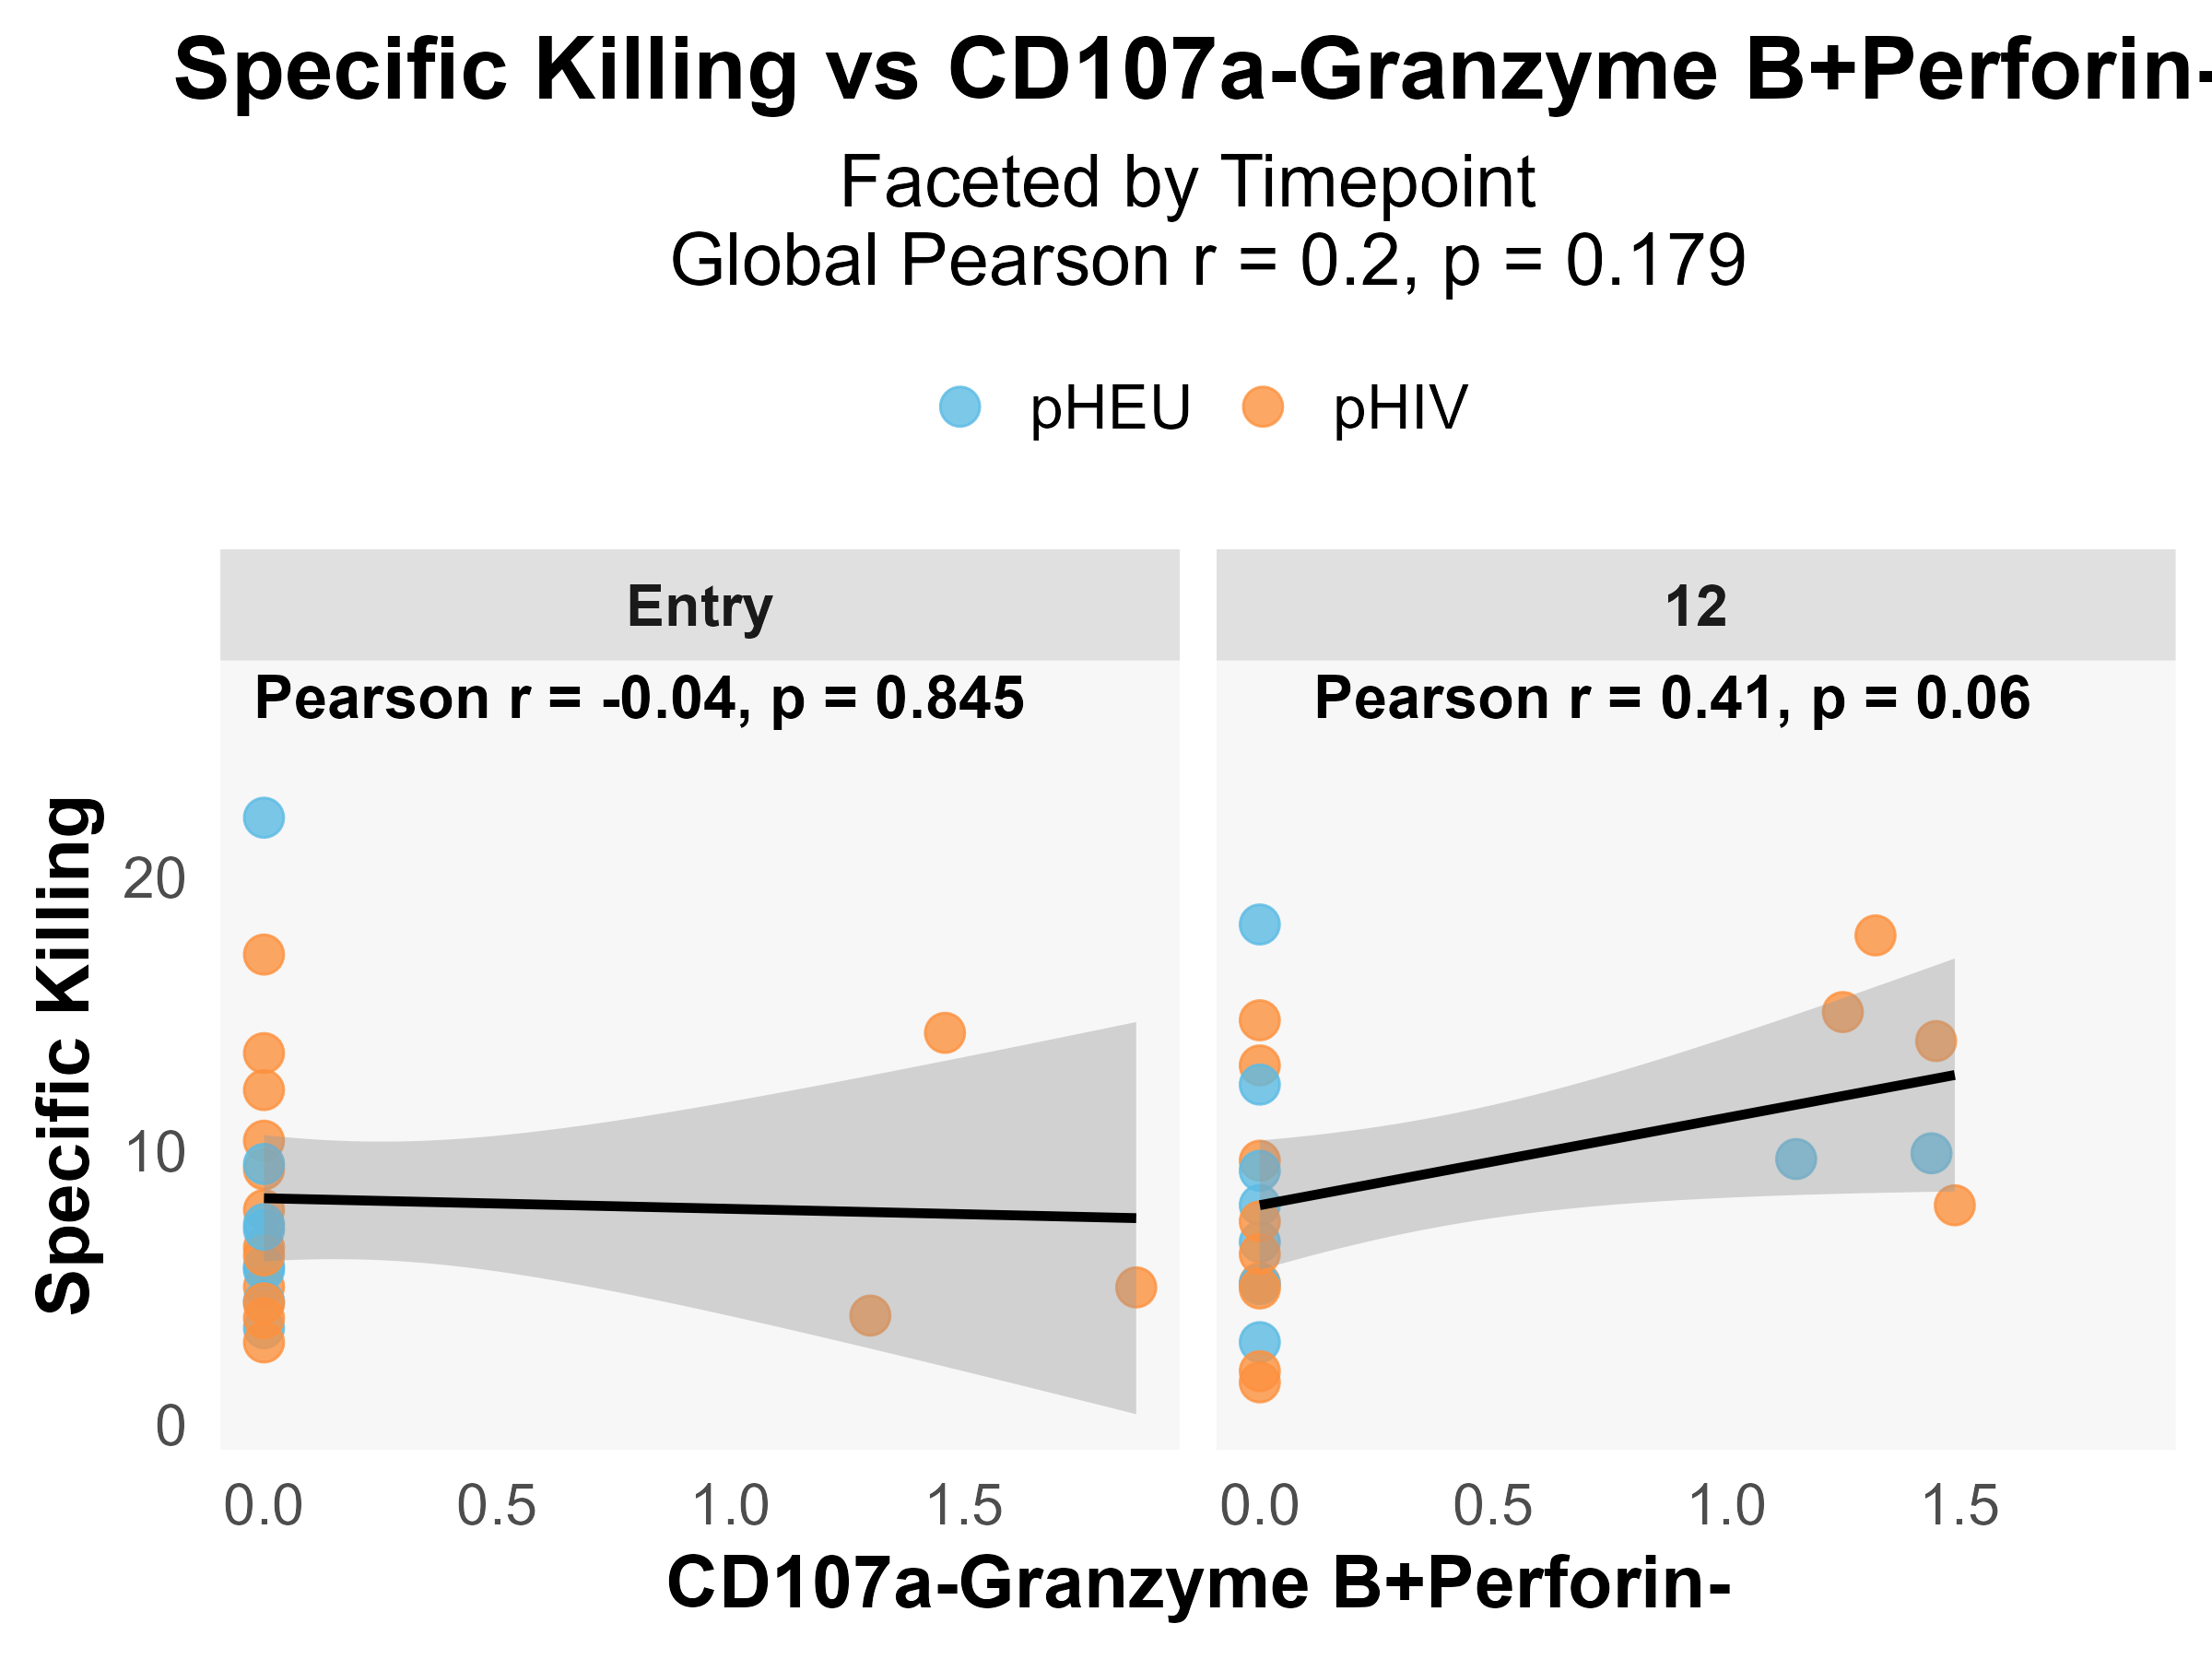 Specific Killing vs CD107a-Granzyme B+Perforin-
Faceted by Timepoint
Global Pearson r = 0.2, p = 0.179
pHEU
pHIV
Entry
12
Pearson r = -0.04, p = 0.845
Pearson r = 0.41, p = 0.06
Specific Killing
20
10
0
0.0 0.5 1.0 1.5
0.0 0.5 1.0 1.5
CD107a-Granzyme B+Perforin-